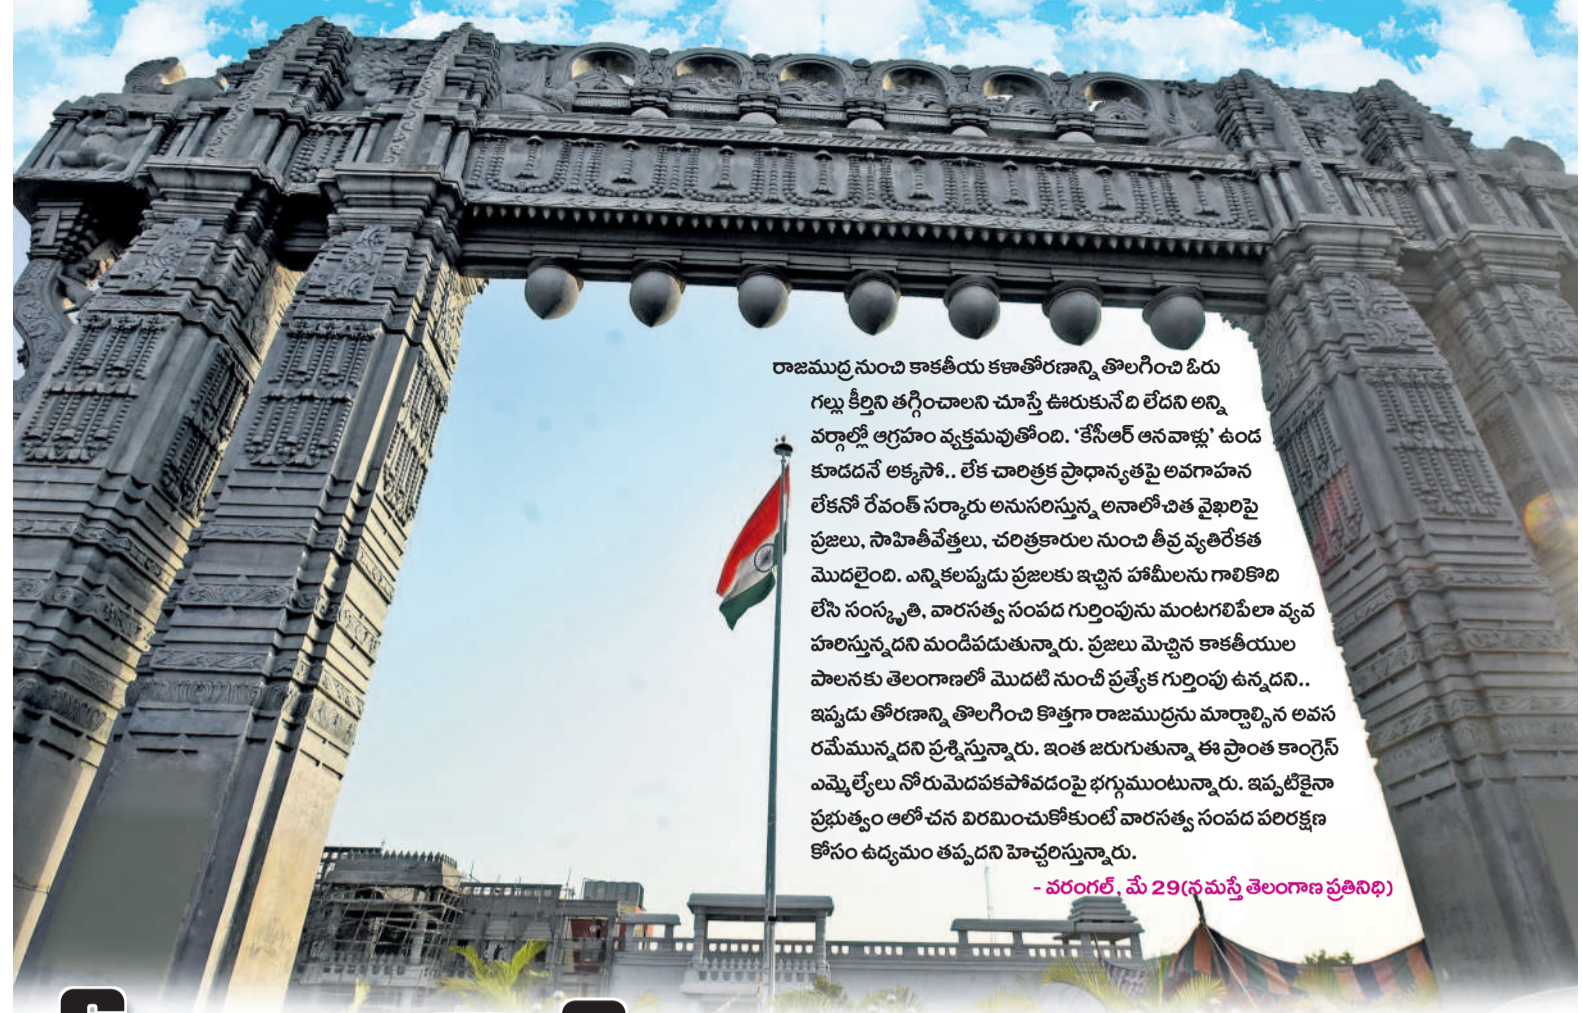 రాజముద్ర నుంచి కాకతీయ కళాతోరణాన్ని తొలగించి ఓరు
గల్లు కీర్తిని తగ్గించాలని చూస్తే ఊరుకునేది లేదని అన్ని
వర్గాల్లో ఆగ్రహం వ్యక్తమవుతోంది. ‘కేసీఆర్ ఆనవాళ్లు’ ఉండ
కూడదనే అక్కసో.. లేక చారిత్రక ప్రాధాన్యతపై అవగాహన
లేకనో రేవంత్ సర్కారు అనుసరిస్తున్న అనాలోచిత వైఖరిపై
ప్రజలు, సాహితీవేత్తలు, చరిత్రకారుల నుంచి తీవ్ర వ్యతిరేకత
మొదలైంది. ఎన్నికలప్పుడు ప్రజలకు ఇచ్చిన హామీలను గాలికొది
లేసి సంస్కృతి, వారసత్వ సంపద గుర్తింపును మంటగలిపేలా వ్యవ
హరిస్తున్నదని మండిపడుతున్నారు. ప్రజలు మెచ్చిన కాకతీయుల
పాలనకు తెలంగాణలో మొదటి నుంచీ ప్రత్యేక గుర్తింపు ఉన్నదని..
ఇప్పుడు తోరణాన్ని తొలగించి కొత్తగా రాజముద్రను మార్చాల్సిన అవస
రమేమున్నదని ప్రశ్నిస్తున్నారు. ఇంత జరుగుతున్నా ఈ ప్రాంత కాంగ్రెస్
ఎమ్మెల్యేలు నోరుమెదపకపోవడంపై భగ్గుముంటున్నారు. ఇప్పటికైనా
ప్రభుత్వం ఆలోచన విరమించుకోకుంటే వారసత్వ సంపద పరిరక్షణ
కోసం ఉద్యమం తప్పదని హెచ్చరిస్తున్నారు.
- వరంగల్, మే 29(నమస్తే తెలంగాణ ప్రతినిధి)